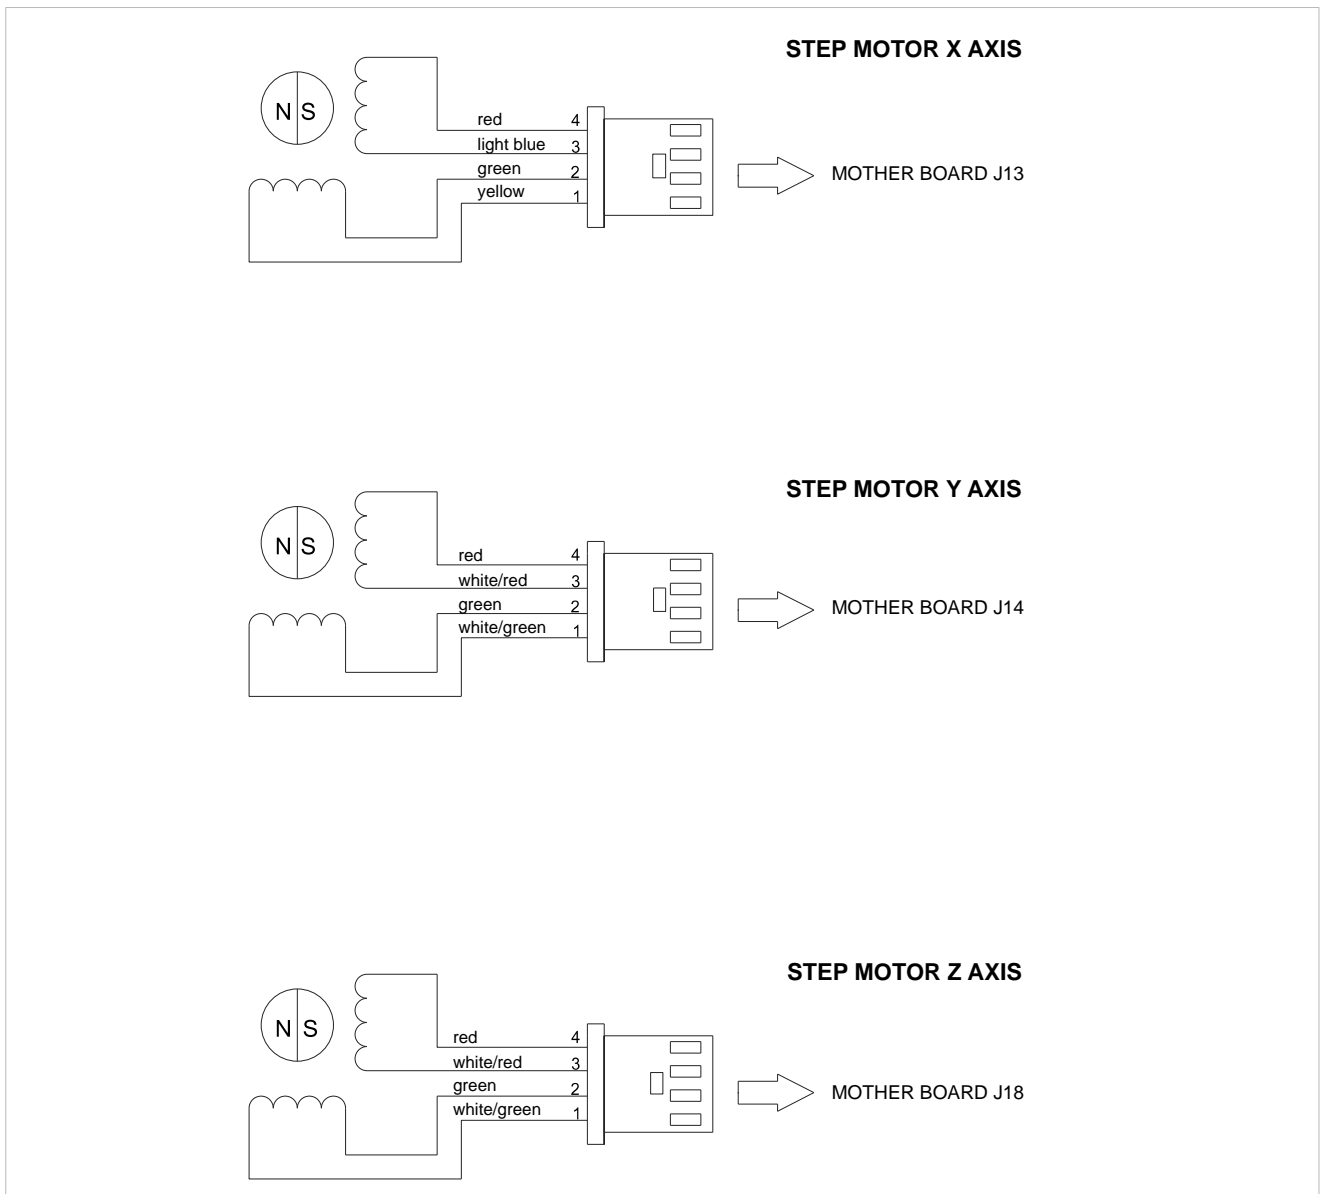 STEP MOTOR X AXIS
N S
red 4
light blue 3
green 2
yellow 1
MOTHER BOARD J13
STEP MOTOR Y AXIS
N S
red 4
white/red 3
green 2
white/green 1
MOTHER BOARD J14
STEP MOTOR Z AXIS
N S
red 4
white/red 3
green 2
white/green 1
MOTHER BOARD J18